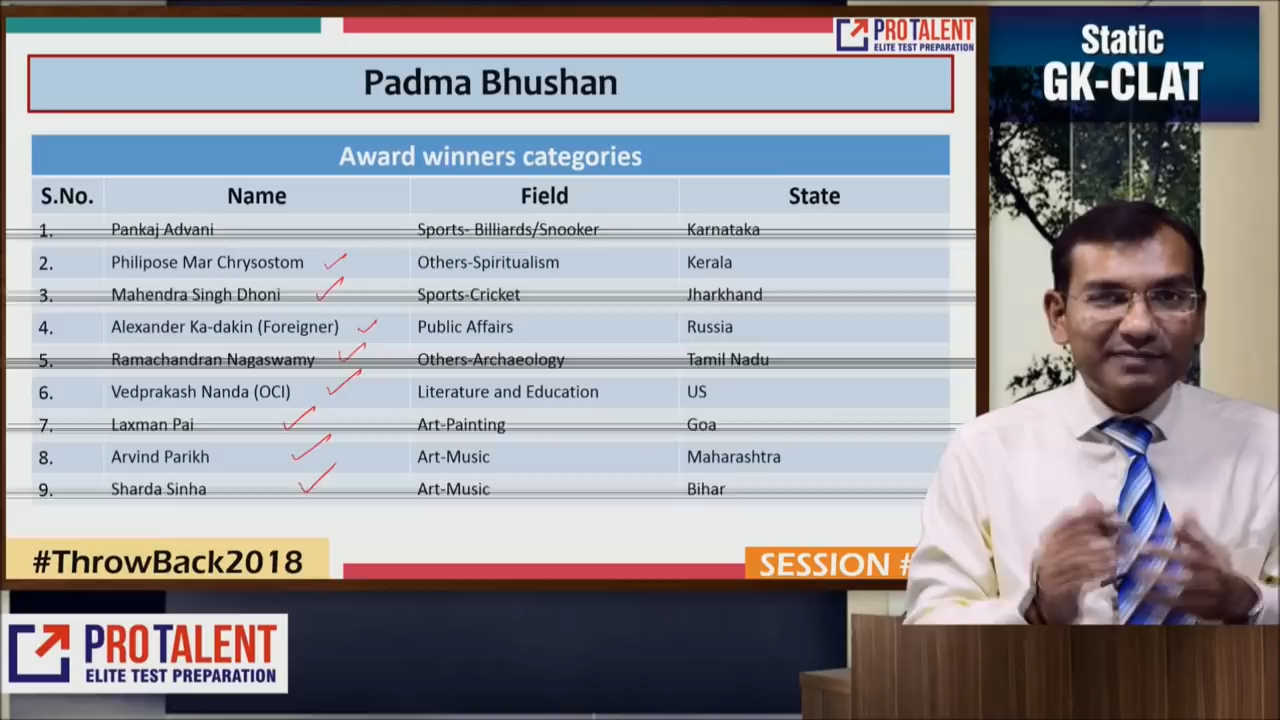 PROTALENT
ELITE TEST PREPARATION
Static
GK-CLAT
Padma Bhushan
Award winners categories
S.No. Name Field State
1. Pankaj Advani Sports- Billiards/Snooker Karnataka
2. Philipose Mar Chrysostom Others-Spiritualism Kerala
3. Mahendra Singh Dhoni Sports-Cricket Jharkhand
4. Alexander Ka-dakin (Foreigner) Public Affairs Russia
5. Ramachandran Nagaswamy Others-Archaeology Tamil Nadu
6. Vedprakash Nanda (OCI) Literature and Education US
7. Laxman Pai Art-Painting Goa
8. Arvind Parikh Art-Music Maharashtra
9. Sharda Sinha Art-Music Bihar
#ThrowBack2018
SESSION #
PROTALENT
ELITE TEST PREPARATION